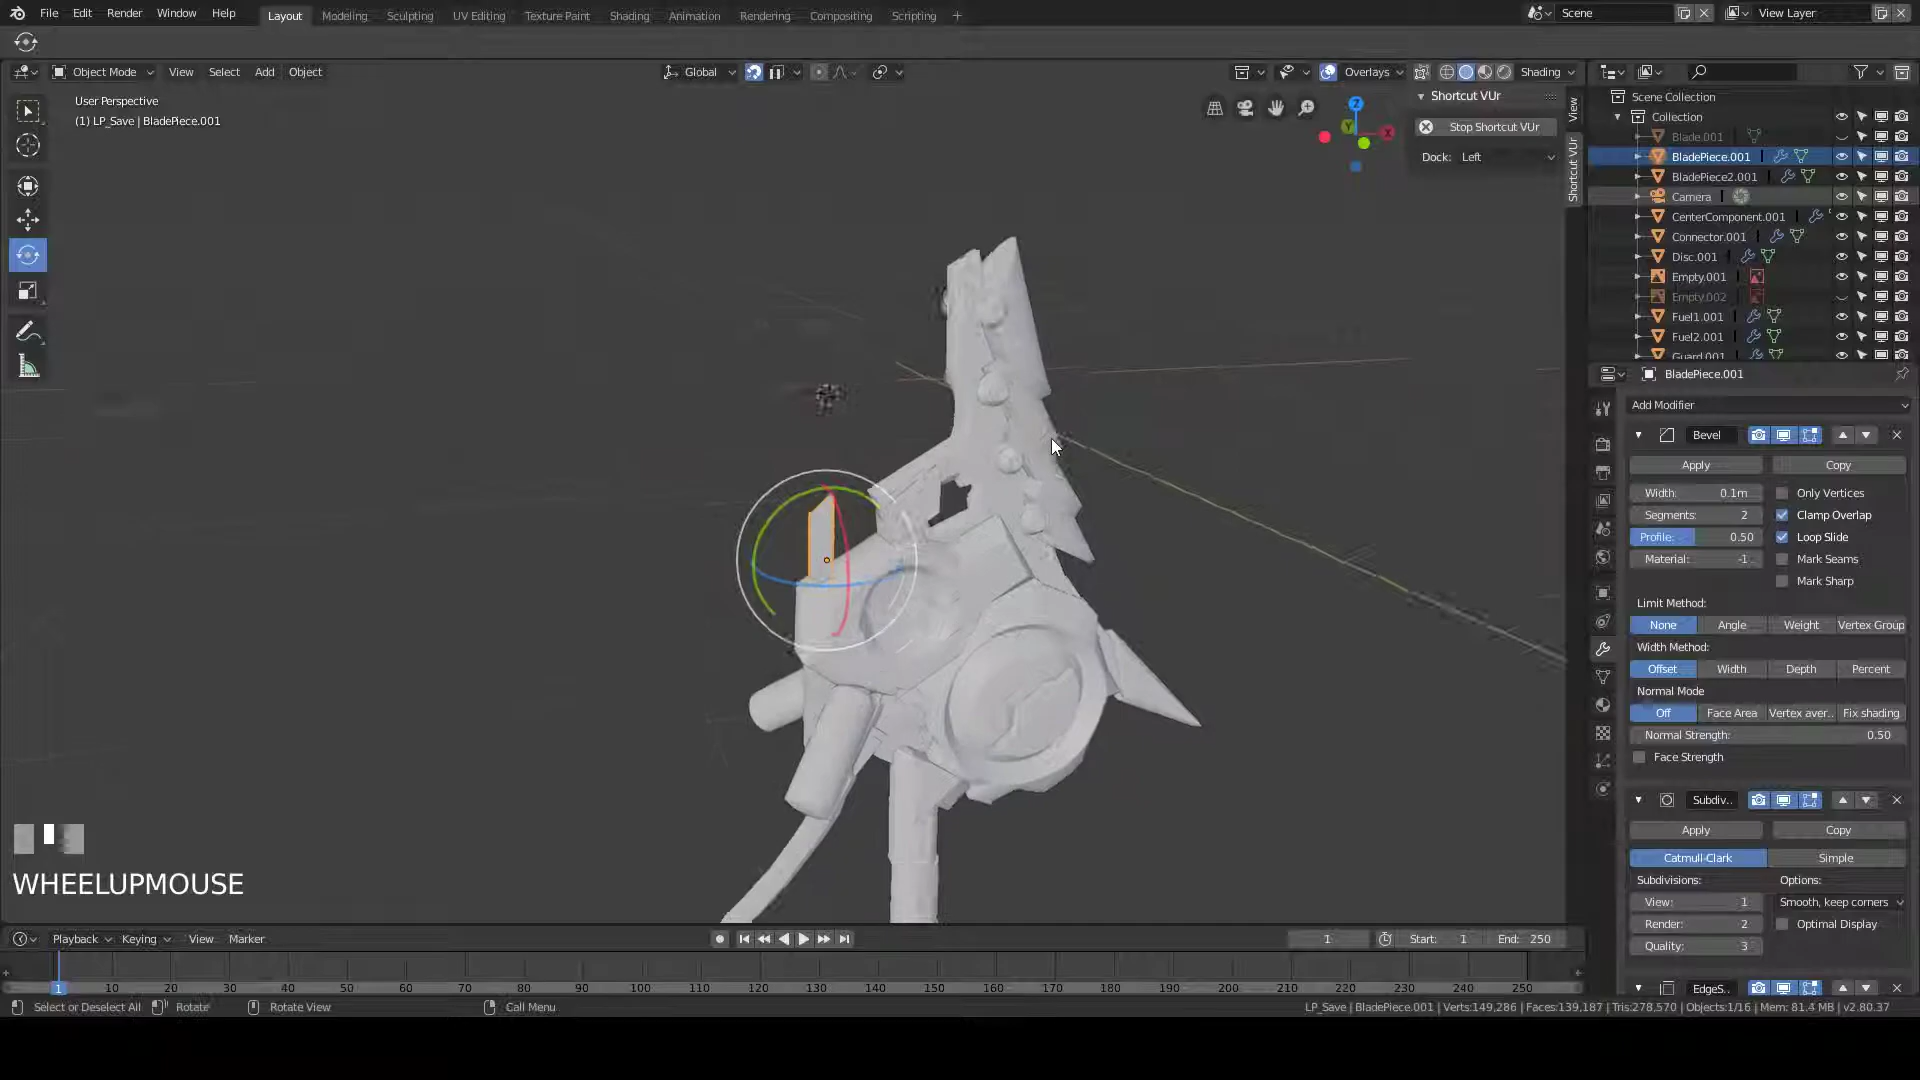 File Edit Render Window Help Layout Modeling Sculpting UV Editing Texture Paint Shading Animation Rendering Compositing Scripting + Scene View Layer
Object Mode View Select Add Object Global Overlays Shading
User Perspective
(1) LP_Save | BladePiece.001
Shortcut VUr
Stop Shortcut VUr
Dock: Left
View
Shortcut VUr
Z
Y
X
Scene Collection
Collection
Blade.001
BladePiece.001
BladePiece2.001
Camera
CenterComponent.001
Connector.001
Disc.001
Empty.001
Empty.002
Fuel1.001
Fuel2.001
Guard.001
BladePiece.001
Add Modifier
Bevel
Apply Copy
Width: 0.1m Only Vertices
Segments: 2 Clamp Overlap
Profile: 0.50 Loop Slide
Material: -1 Mark Seams
Mark Sharp
Limit Method:
None Angle Weight Vertex Group
Width Method:
Offset Width Depth Percent
Normal Mode
Off Face Area Vertex aver.. Fix shading
Normal Strength: 0.50
Face Strength
Subdiv..
Apply Copy
Catmull-Clark Simple
Subdivisions: Options:
View: 1 Smooth, keep corners
Render: 2 Optimal Display
Quality: 3
EdgeS..
WHEELUPMOUSE
Playback Keying View Marker 1 Start: 1 End: 250
1 10 20 30 40 50 60 70 80 90 100 110 120 130 140 150 160 170 180 190 200 210 220 230 240 250
Select or Deselect All Rotate Rotate View Call Menu LP_Save | BladePiece.001 | Verts:149,286 | Faces:139,187 | Tris:278,570 | Objects:1/16 | Mem: 81.4 MB | v2.80.37